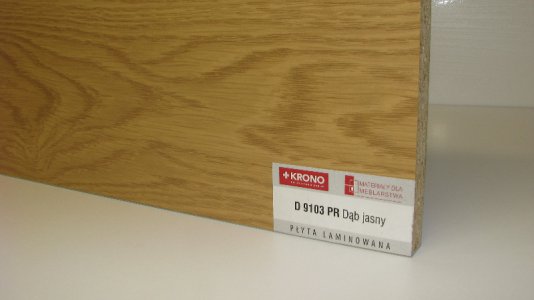 KRONO
MATERIAŁY DLA
MEBLARSTWA
D 9103 PR Dąb jasny
PŁYTA LAMINOWANA